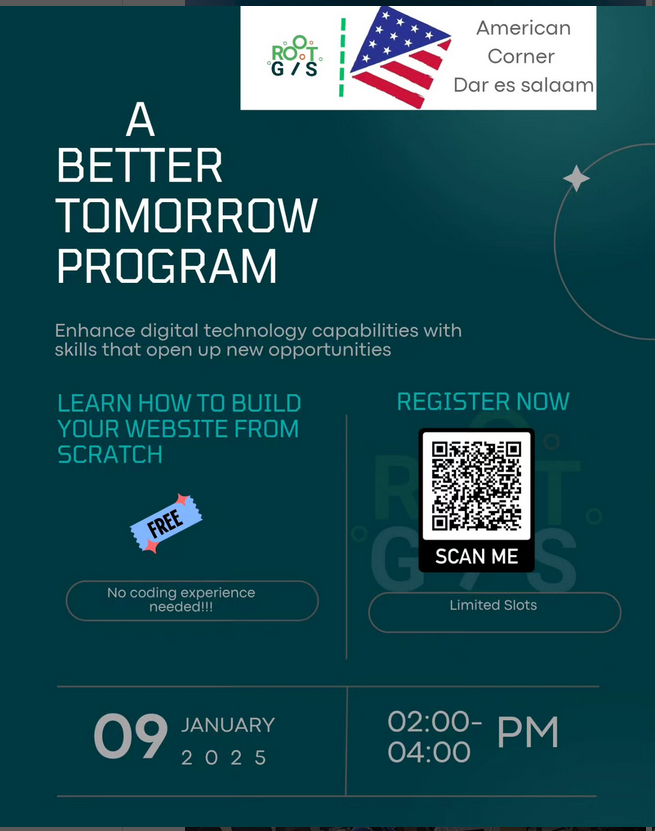 ROOT
G/S
American
Corner
Dar es salaam
A
BETTER
TOMORROW
PROGRAM
Enhance digital technology capabilities with
skills that open up new opportunities
LEARN HOW TO BUILD
YOUR WEBSITE FROM
SCRATCH
FREE
No coding experience
needed!!!
REGISTER NOW
ROOT
G/S
SCAN ME
Limited Slots
09
JANUARY
2025
02:00-
04:00
PM